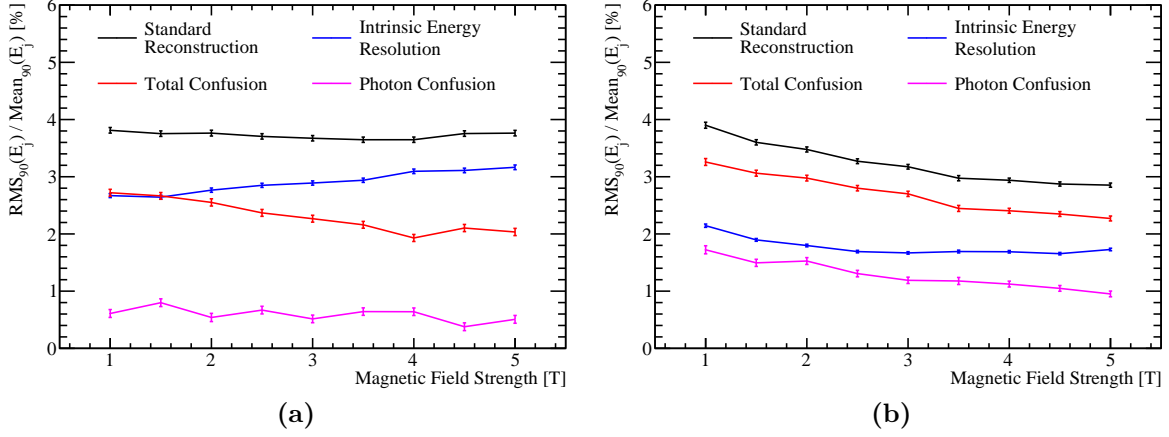 RMS90(Ej) / Mean90(Ej) [%]
6
5
4
3
2
1
0
Standard
Reconstruction
Intrinsic Energy
Resolution
Total Confusion
Photon Confusion
1 2 3 4 5
Magnetic Field Strength [T]
(a)
RMS90(Ej) / Mean90(Ej) [%]
6
5
4
3
2
1
0
Standard
Reconstruction
Intrinsic Energy
Resolution
Total Confusion
Photon Confusion
1 2 3 4 5
Magnetic Field Strength [T]
(b)